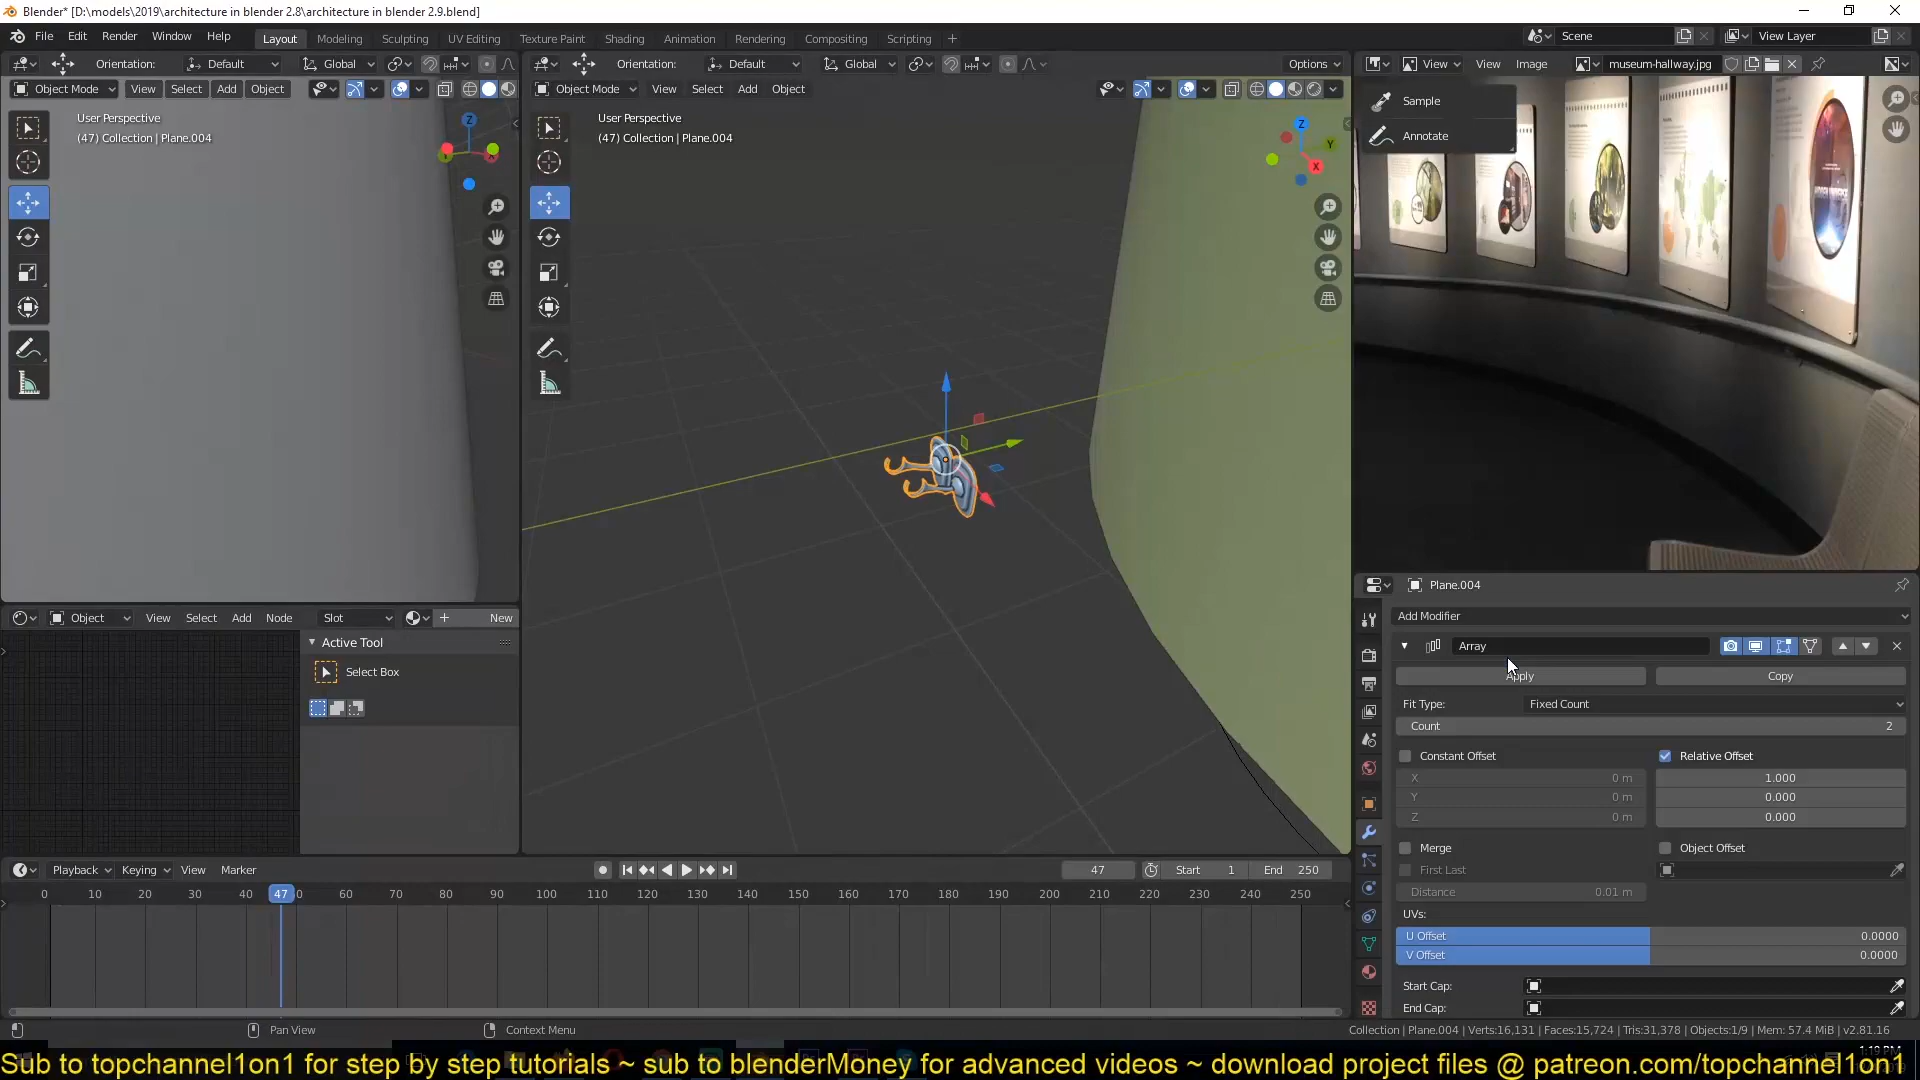 Blender* [D:\models\2019\architecture in blender 2.8\architecture in blender 2.9.blend]
File Edit Render Window Help Layout Modeling Sculpting UV Editing Texture Paint Shading Animation Rendering Compositing Scripting + Scene View Layer
Orientation: Default Global
Object Mode View Select Add Object
User Perspective
(47) Collection | Plane.004
Z
Orientation: Default Global Options
Object Mode View Select Add Object
User Perspective
(47) Collection | Plane.004
Z
Y
X
View View Image museum-hallway.jpg
Sample
Annotate
Object View Select Add Node Slot New
Active Tool
Select Box
Plane.004
Add Modifier
Array
Apply Copy
Fit Type: Fixed Count
Count 2
Constant Offset Relative Offset
X 0 m 1.000
Y 0 m 0.000
Z 0 m 0.000
Merge Object Offset
First Last
Distance 0.01 m
UVs:
U Offset 0.0000
V Offset 0.0000
Start Cap:
End Cap:
Playback Keying View Marker 47 Start 1 End 250
0 10 20 30 40 47 0 60 70 80 90 100 110 120 130 140 150 160 170 180 190 200 210 220 230 240 250
Pan View Context Menu Collection | Plane.004 | Verts:16,131 | Faces:15,724 | Tris:31,378 | Objects:1/9 | Mem: 57.4 MiB | v2.81.16
1:19 PM
Sub to topchannel1on1 for step by step tutorials ~ sub to blenderMoney for advanced videos ~ download project files @ patreon.com/topchannel1on1